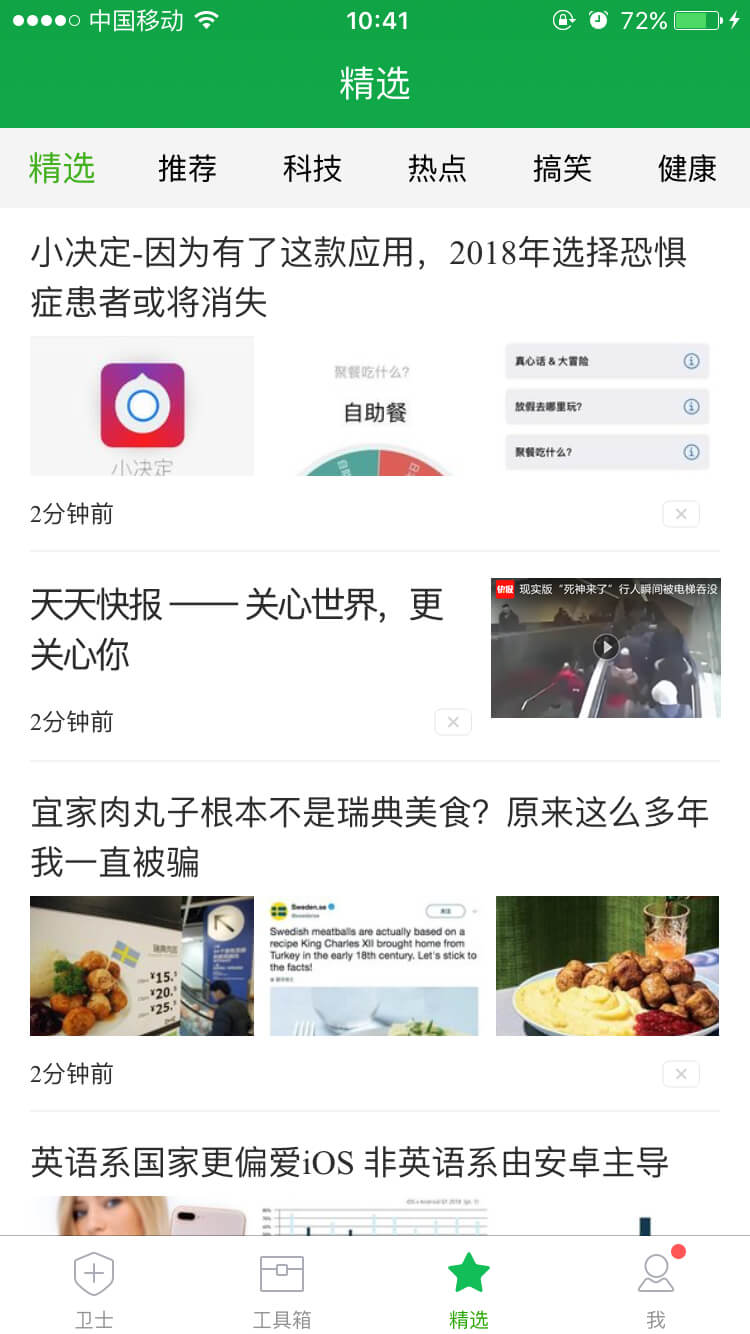 中国移动
10:41
72%
精选
精选 推荐 科技 热点 搞笑 健康
小决定-因为有了这款应用，2018年选择恐惧
症患者或将消失
小决定
聚餐吃什么?
自助餐
真心话 & 大冒险
放假去哪里玩?
聚餐吃什么?
2分钟前
天天快报 —— 关心世界，更
关心你
快报 现实版“死神来了”行人瞬间被电梯吞没
2分钟前
宜家肉丸子根本不是瑞典美食？原来这么多年
我一直被骗
瑞典肉丸
¥15.
¥20.
¥25.
Sweden.se
关注
Swedish meatballs are actually based on a
recipe King Charles XII brought home from
Turkey in the early 18th century. Let's stick to
the facts!
2分钟前
英语系国家更偏爱iOS 非英语系由安卓主导
卫士 工具箱 精选 我